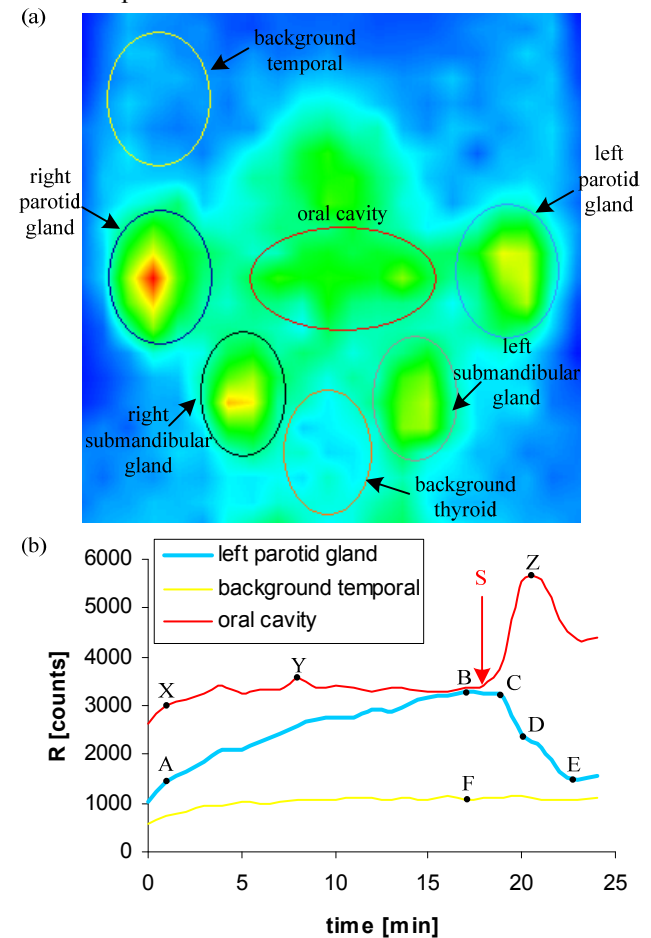 (a)
background
temporal
right
parotid
gland
oral cavity
left
parotid
gland
right
submandibular
gland
left
submandibular
gland
background
thyroid
(b)
6000
5000
4000
3000
2000
1000
0
R [counts]
left parotid gland
background temporal
oral cavity
S
Z
X
Y
B
C
A
D
E
F
0
5
10
15
20
25
time [min]